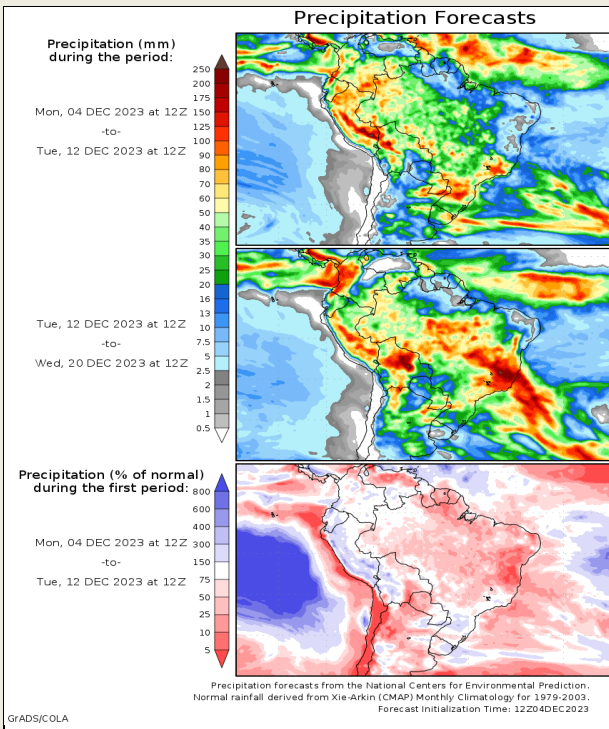 Precipitation Forecasts
Precipitation (mm)
during the period:
Mon, 04 DEC 2023 at 12Z
-to-
Tue, 12 DEC 2023 at 12Z
250
200
175
150
125
100
90
80
70
60
50
40
35
30
25
20
16
13
10
7.5
5
2.5
2
1.5
1
0.5
Tue, 12 DEC 2023 at 12Z
-to-
Wed, 20 DEC 2023 at 12Z
Precipitation (% of normal)
during the first period:
Mon, 04 DEC 2023 at 12Z
-to-
Tue, 12 DEC 2023 at 12Z
800
600
400
300
150
75
50
25
10
5
Precipitation forecasts from the National Centers for Environmental Prediction.
Normal rainfall derived from Xie-Arkin (CMAP) Monthly Climatology for 1979-2003.
Forecast Initialization Time: 12Z04DEC2023
GrADS/COLA